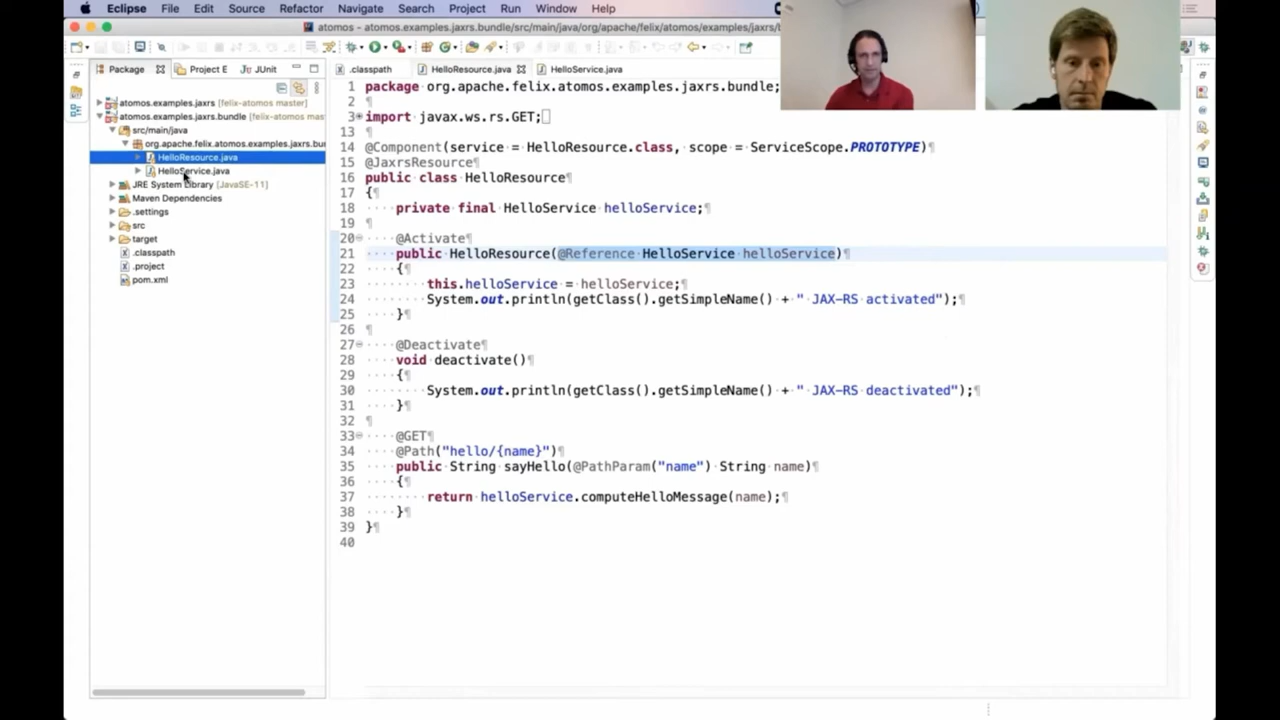 Eclipse File Edit Source Refactor Navigate Search Project Run Window Help
atomos - atomos.examples.jaxrs.bundle/src/main/java/org/apache/felix/atomos/examples/jaxrs/b
Package Project E JUnit
.classpath HelloResource.java HelloService.java
atomos.examples.jaxrs [felix-atomos master]
atomos.examples.jaxrs.bundle [felix-atomos mas
src/main/java
org.apache.felix.atomos.examples.jaxrs.bun
HelloResource.java
HelloService.java
JRE System Library [JavaSE-11]
Maven Dependencies
.settings
src
target
.classpath
.project
pom.xml
1 package org.apache.felix.atomos.examples.jaxrs.bundle;
2
3 import javax.ws.rs.GET;
13
14 @Component(service = HelloResource.class, scope = ServiceScope.PROTOTYPE)
15 @JaxrsResource
16 public class HelloResource
17 {
18 private final HelloService helloService;
19
20 @Activate
21 public HelloResource(@Reference HelloService helloService)
22 {
23 this.helloService = helloService;
24 System.out.println(getClass().getSimpleName() + " JAX-RS activated");
25 }
26
27 @Deactivate
28 void deactivate()
29 {
30 System.out.println(getClass().getSimpleName() + " JAX-RS deactivated");
31 }
32
33 @GET
34 @Path("hello/{name}")
35 public String sayHello(@PathParam("name") String name)
36 {
37 return helloService.computeHelloMessage(name);
38 }
39 }
40